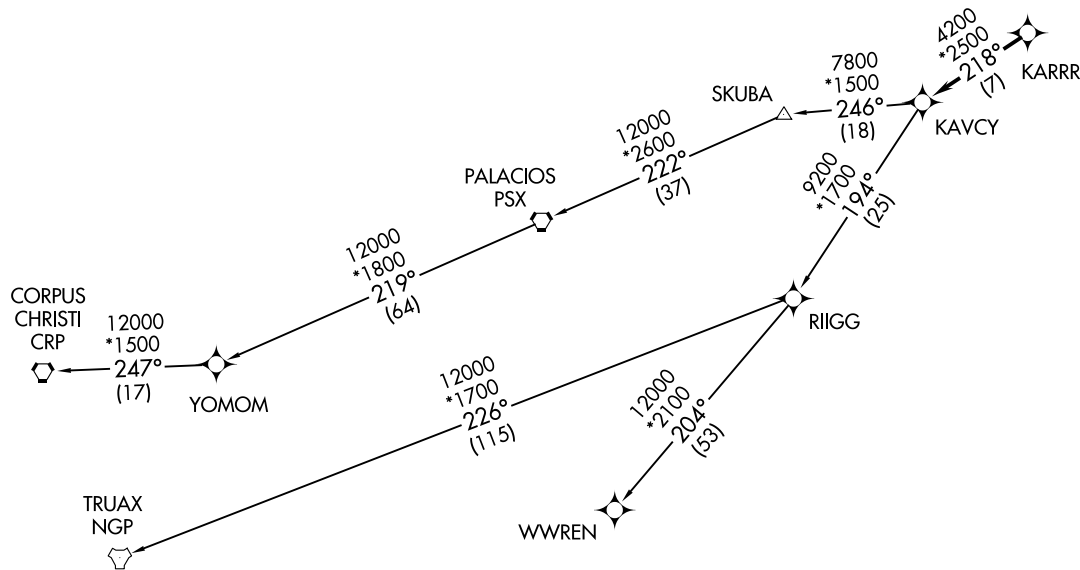 4200
*2500
218°
(7)
KARRR
7800
*1500
246°
(18)
SKUBA
KAVCY
12000
*2600
222°
(37)
PALACIOS
PSX
9200
*1700
194°
(25)
12000
*1800
219°
(64)
CORPUS
CHRISTI
CRP
12000
*1500
247°
(17)
YOMOM
RIIGG
12000
*1700
226°
(115)
12000
*2100
204°
(53)
TRUAX
NGP
WWREN